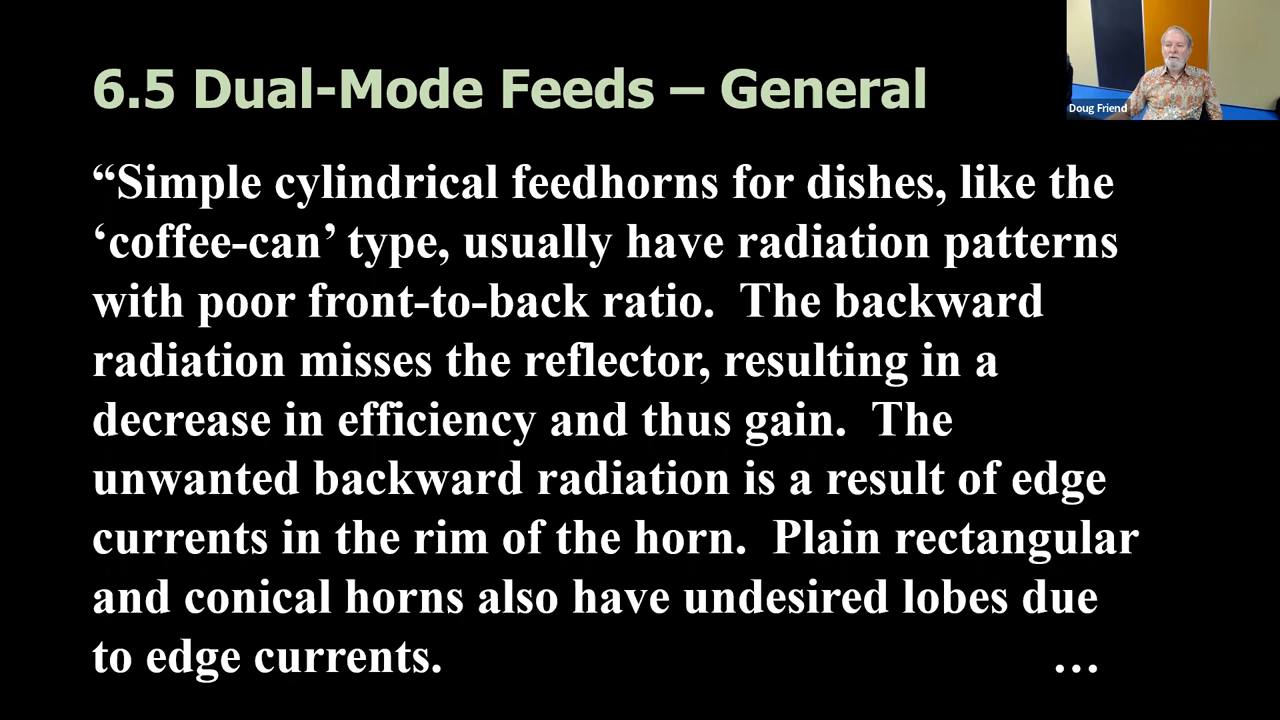 6.5 Dual-Mode Feeds – General
Doug Friend
“Simple cylindrical feedhorns for dishes, like the
‘coffee-can’ type, usually have radiation patterns
with poor front-to-back ratio.  The backward
radiation misses the reflector, resulting in a
decrease in efficiency and thus gain.  The
unwanted backward radiation is a result of edge
currents in the rim of the horn.  Plain rectangular
and conical horns also have undesired lobes due
to edge currents. …